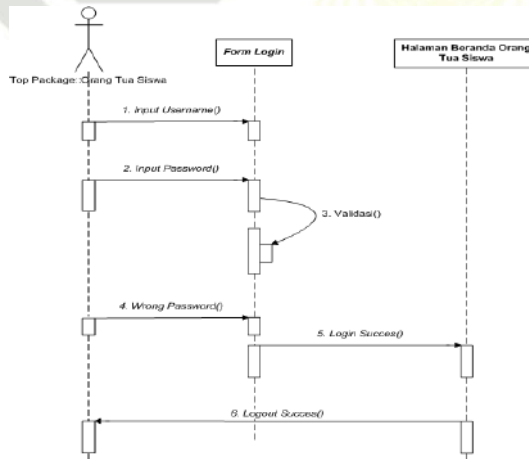 Form Login
Halaman Beranda Orang
Tua Siswa
Top Package::Orang Tua Siswa
1. Input Username()
2. Input Password()
3. Validasi()
4. Wrong Password()
5. Login Succes()
6. Logout Succes()